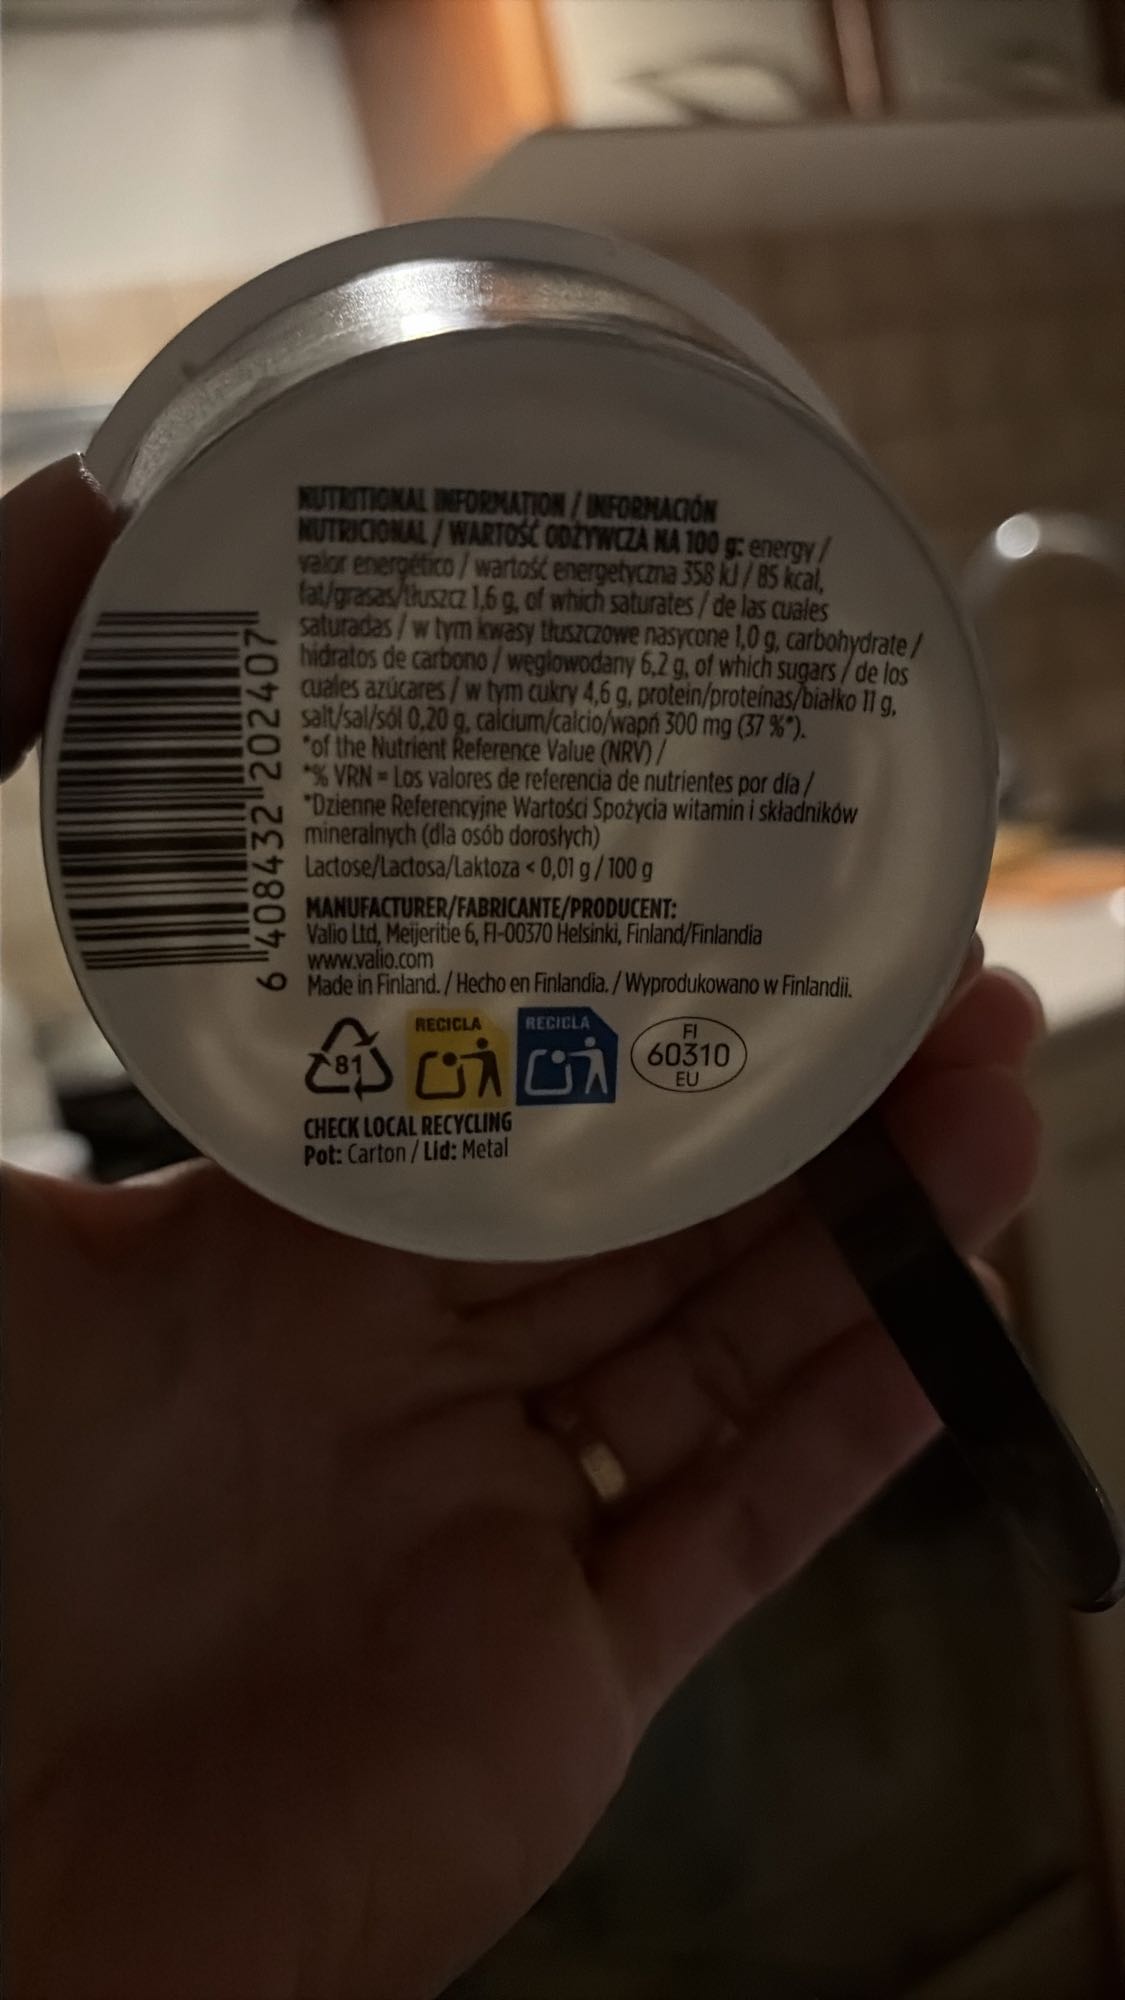 NUTRITIONAL INFORMATION / INFORMACIÓN
NUTRICIONAL / WARTOŚĆ ODŻYWCZA NA 100 g: energy /
valor energético / wartość energetyczna 358 kJ / 85 kcal,
fat/grasas/tłuszcz 1,6 g, of which saturates / de las cuales
saturadas / w tym kwasy tłuszczowe nasycone 1,0 g, carbohydrate /
hidratos de carbono / węglowodany 6,2 g, of which sugars / de los
cuales azúcares / w tym cukry 4,6 g, protein/proteínas/białko 11 g,
salt/sal/sól 0,20 g, calcium/calcio/wapń 300 mg (37 %*).
*of the Nutrient Reference Value (NRV) /
*% VRN = Los valores de referencia de nutrientes por día /
*Dzienne Referencyjne Wartości Spożycia witamin i składników
mineralnych (dla osób dorosłych)
Lactose/Lactosa/Laktoza < 0,01 g / 100 g
MANUFACTURER/FABRICANTE/PRODUCENT:
Valio Ltd, Meijeritie 6, FI-00370 Helsinki, Finland/Finlandia
www.valio.com
Made in Finland. / Hecho en Finlandia. / Wyprodukowano w Finlandii.
6 408432 202407
81
RECICLA
RECICLA
FI
60310
EU
CHECK LOCAL RECYCLING
Pot: Carton / Lid: Metal